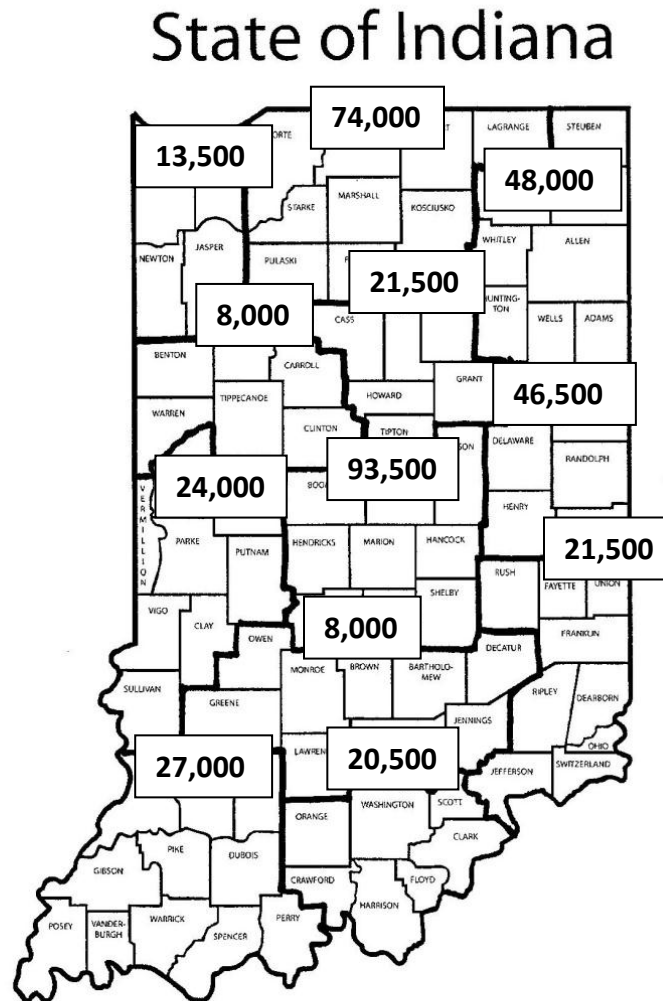 State of Indiana
74,000
LAGRANGE
STEUBEN
13,500
48,000
STARKE
MARSHALL
KOSCIUSKO
WHITLEY
ALLEN
NEWTON
JASPER
PULASKI
21,500
8,000
CASS
HUNTING-
TON
WELLS
ADAMS
BENTON
CARROLL
GRANT
46,500
TIPPECANOE
HOWARD
WARREN
CLINTON
TIPTON
DELAWARE
RANDOLPH
93,500
24,000
VERMILLION
HENRY
PARKE
PUTNAM
HENDRICKS
MARION
HANCOCK
21,500
RUSH
FAYETTE
UNION
SHELBY
VIGO
CLAY
8,000
FRANKLIN
OWEN
MONROE
BROWN
BARTHOLO-
MEW
DECATUR
SULLIVAN
GREENE
RIPLEY
DEARBORN
JENNINGS
OHIO
27,000
20,500
JEFFERSON
SWITZERLAND
ORANGE
WASHINGTON
SCOTT
CLARK
PIKE
DUBOIS
GIBSON
CRAWFORD
FLOYD
HARRISON
POSEY
VANDER-
BURGH
WARRICK
SPENCER
PERRY